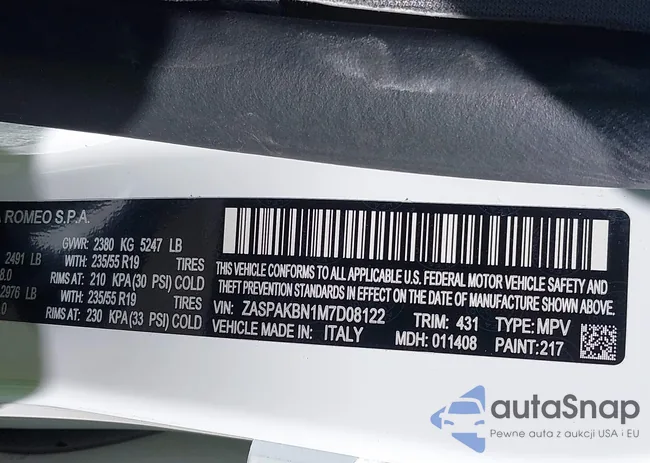 ROMEO S.P.A.
GVWR: 2380 KG 5247 LB
2491 LB WITH: 235/55 R19 TIRES
8.0 RIMS AT: 210 KPA (30 PSI) COLD
2976 LB WITH: 235/55 R19 TIRES
.0 RIMS AT: 230 KPA (33 PSI) COLD
THIS VEHICLE CONFORMS TO ALL APPLICABLE U.S. FEDERAL MOTOR VEHICLE SAFETY AND
THEFT PREVENTION STANDARDS IN EFFECT ON THE DATE OF MANUFACTURE SHOWN ABOVE.
VIN: ZASPAKBN1M7D08122 TRIM: 431 TYPE: MPV
VEHICLE MADE IN: ITALY MDH: 011408 PAINT: 217
autaSnap
Pewne auta z aukcji USA i EU